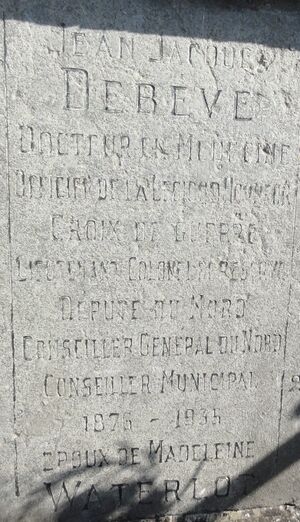 JEAN JACQUES
DEBEVE
DOCTEUR EN MEDECINE
OFFICIER DE LA LEGION D HONNEUR
CROIX DE GUERRE
LIEUTENANT COLONEL DE RESERVE
DEPUTE DU NORD
CONSEILLER GENERAL DU NORD
CONSEILLER MUNICIPAL
1875 - 1935
EPOUX DE MADELEINE
WATERLOT